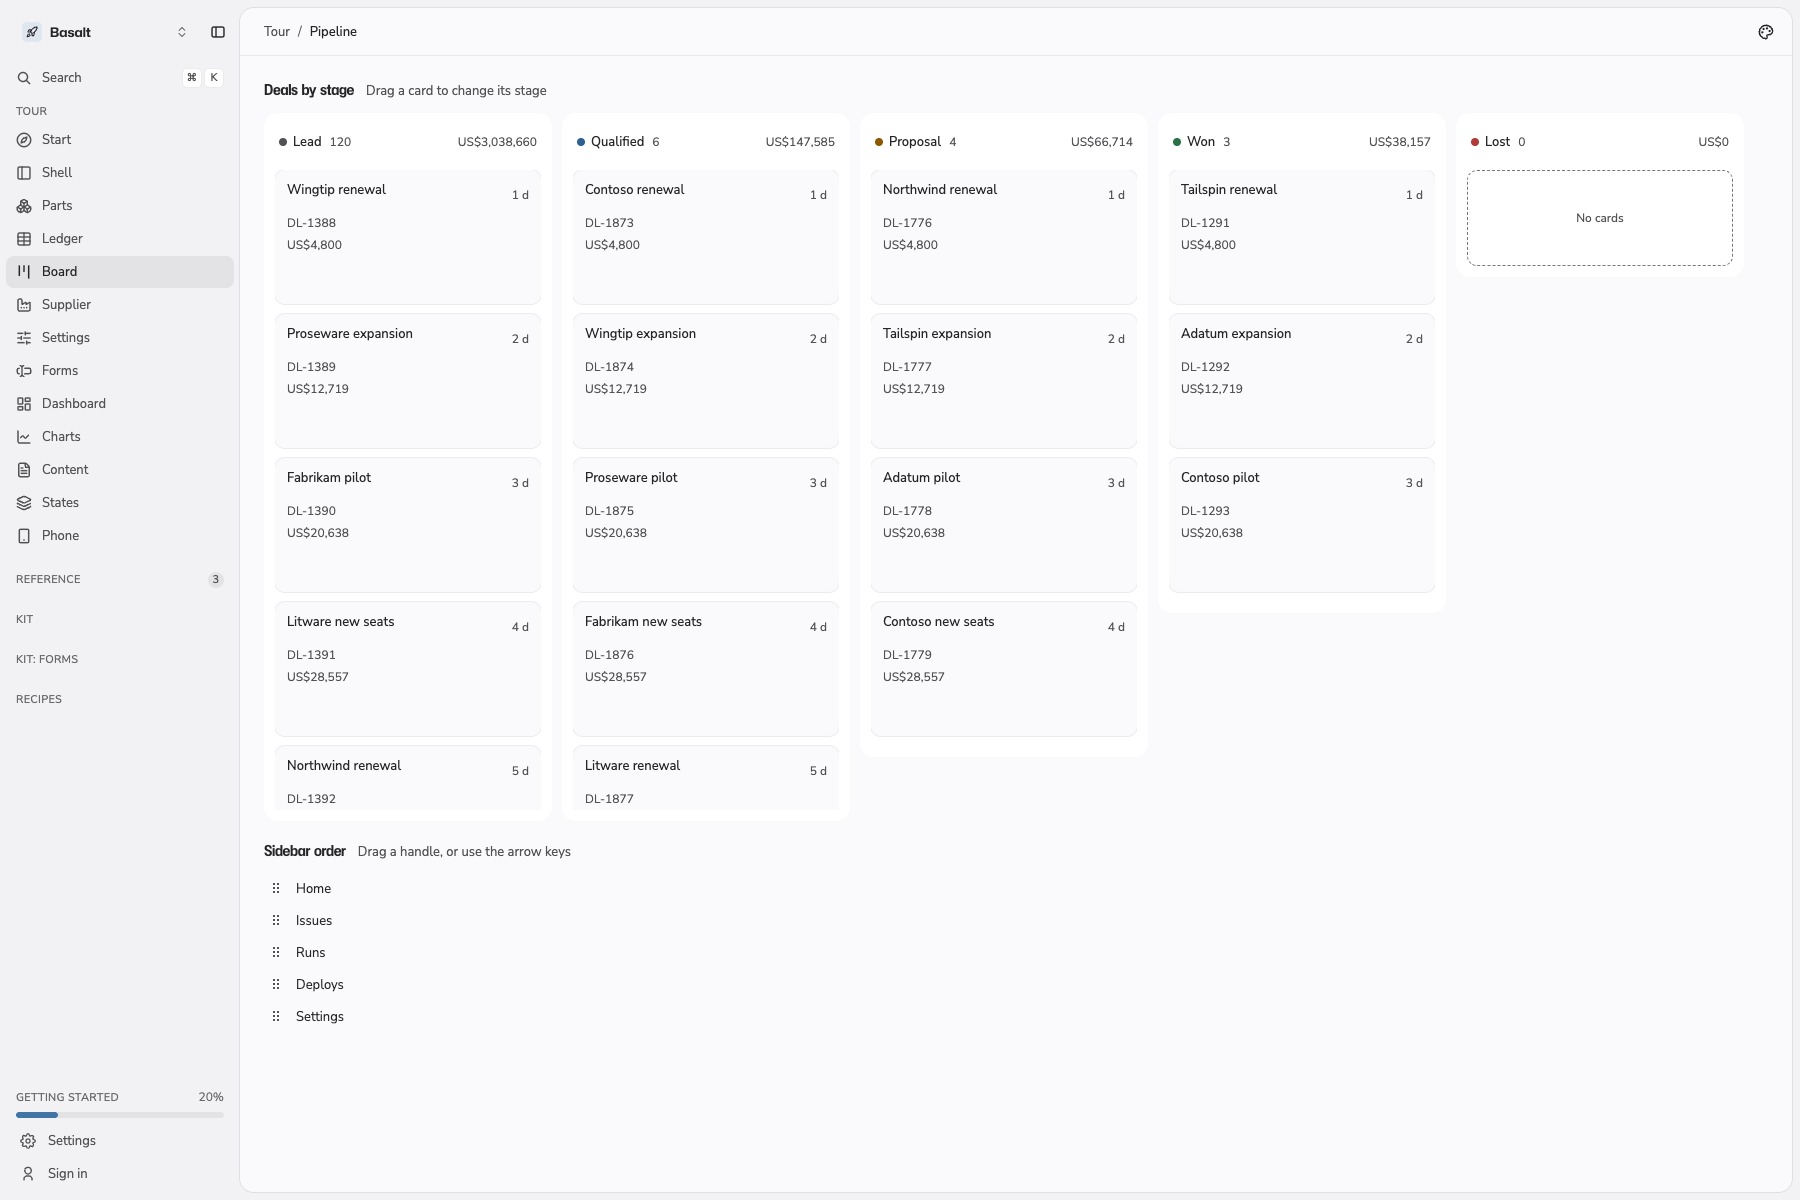 Basalt
Search ⌘ K
TOUR
Start
Shell
Parts
Ledger
Board
Supplier
Settings
Forms
Dashboard
Charts
Content
States
Phone
REFERENCE 3
KIT
KIT: FORMS
RECIPES
GETTING STARTED 20%
Settings
Sign in
Tour / Pipeline
Deals by stage Drag a card to change its stage
Lead 120 US$3,038,660
Wingtip renewal 1 d
DL-1388
US$4,800
Proseware expansion 2 d
DL-1389
US$12,719
Fabrikam pilot 3 d
DL-1390
US$20,638
Litware new seats 4 d
DL-1391
US$28,557
Northwind renewal 5 d
DL-1392
Qualified 6 US$147,585
Contoso renewal 1 d
DL-1873
US$4,800
Wingtip expansion 2 d
DL-1874
US$12,719
Proseware pilot 3 d
DL-1875
US$20,638
Fabrikam new seats 4 d
DL-1876
US$28,557
Litware renewal 5 d
DL-1877
Proposal 4 US$66,714
Northwind renewal 1 d
DL-1776
US$4,800
Tailspin expansion 2 d
DL-1777
US$12,719
Adatum pilot 3 d
DL-1778
US$20,638
Contoso new seats 4 d
DL-1779
US$28,557
Won 3 US$38,157
Tailspin renewal 1 d
DL-1291
US$4,800
Adatum expansion 2 d
DL-1292
US$12,719
Contoso pilot 3 d
DL-1293
US$20,638
Lost 0 US$0
No cards
Sidebar order Drag a handle, or use the arrow keys
Home
Issues
Runs
Deploys
Settings